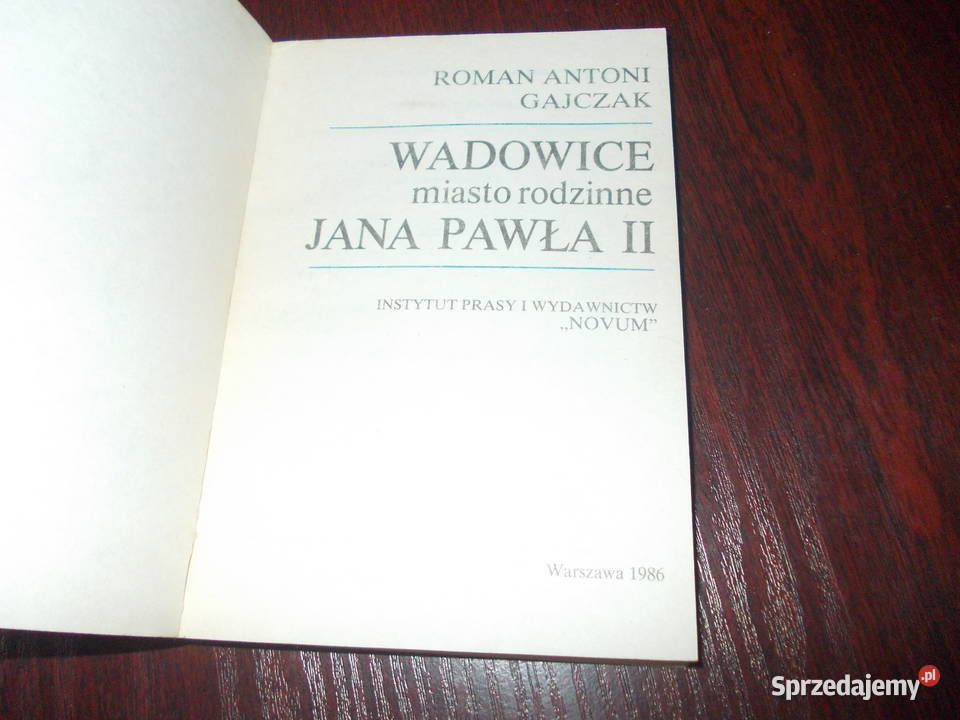 ROMAN ANTONI
GAJCZAK
WADOWICE
miasto rodzinne
JANA PAWŁA II
INSTYTUT PRASY I WYDAWNICTW
„NOVUM”
Warszawa 1986
Sprzedajemy.pl